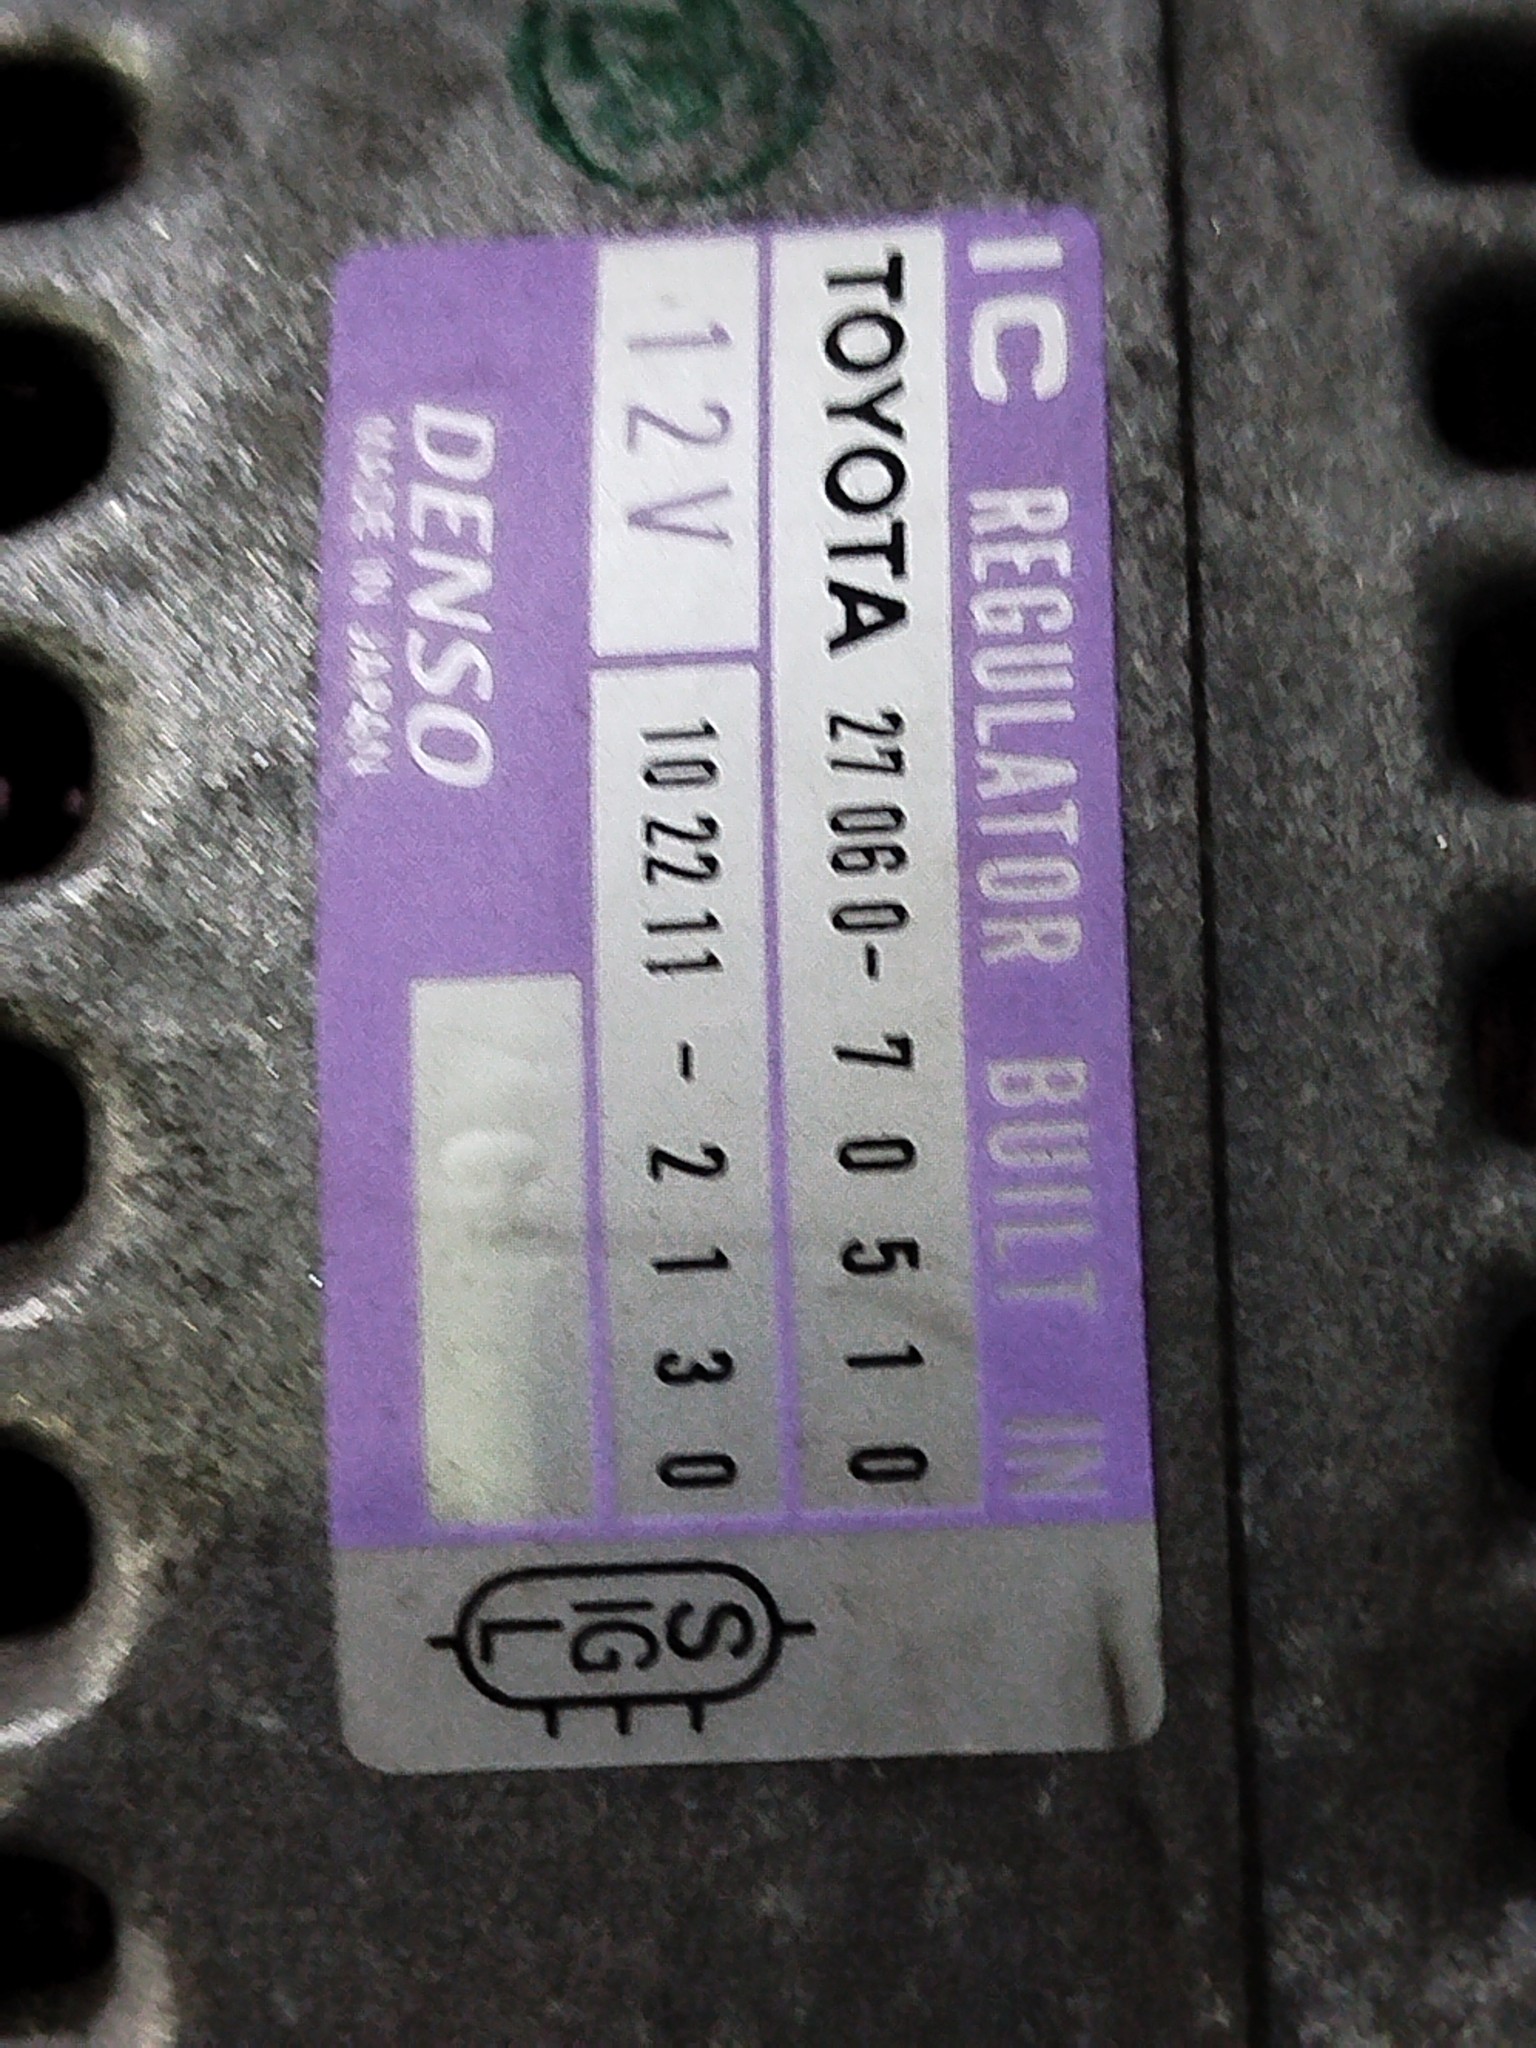 IC REGULATOR BUILT IN
TOYOTA 27060-70510
12V 102211-2130
DENSO
MADE IN JAPAN
S
IG
L